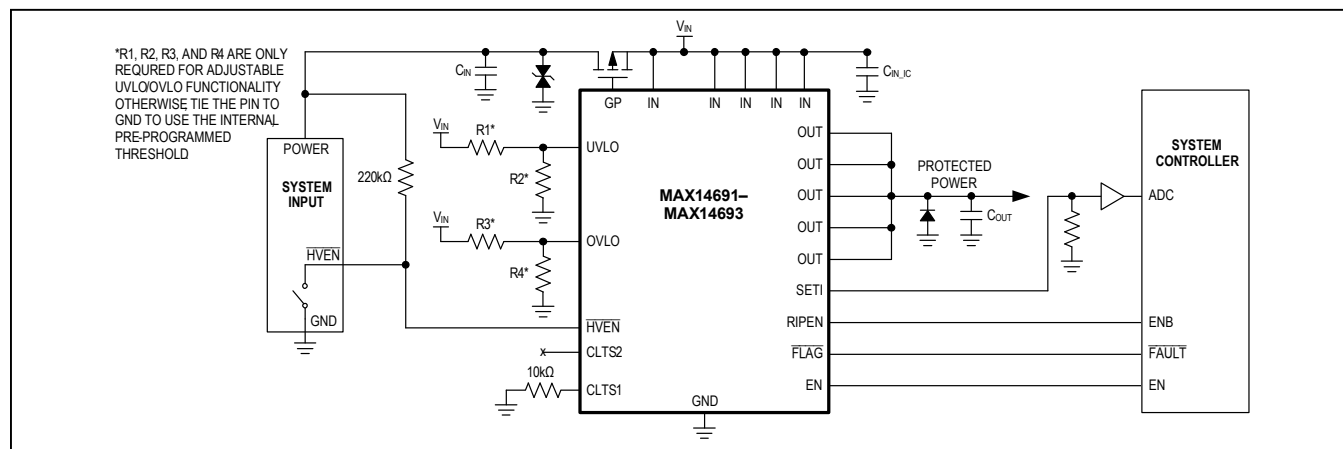 *R1, R2, R3, AND R4 ARE ONLY
REQUIRED FOR ADJUSTABLE
UVLO/OVLO FUNCTIONALITY
OTHERWISE, TIE THE PIN TO
GND TO USE THE INTERNAL
PRE-PROGRAMMED
THRESHOLD.
POWER
SYSTEM
INPUT
HVEN
GND
220kΩ
CIN
VIN
CIN_IC
GP
IN
IN
IN
IN
IN
VIN
R1*
R2*
UVLO
VIN
R3*
R4*
OVLO
HVEN
CLTS2
x
10kΩ
CLTS1
MAX14691–
MAX14693
GND
OUT
OUT
OUT
OUT
OUT
SETI
RIPEN
FLAG
EN
PROTECTED
POWER
COUT
SYSTEM
CONTROLLER
ADC
ENB
FAULT
EN